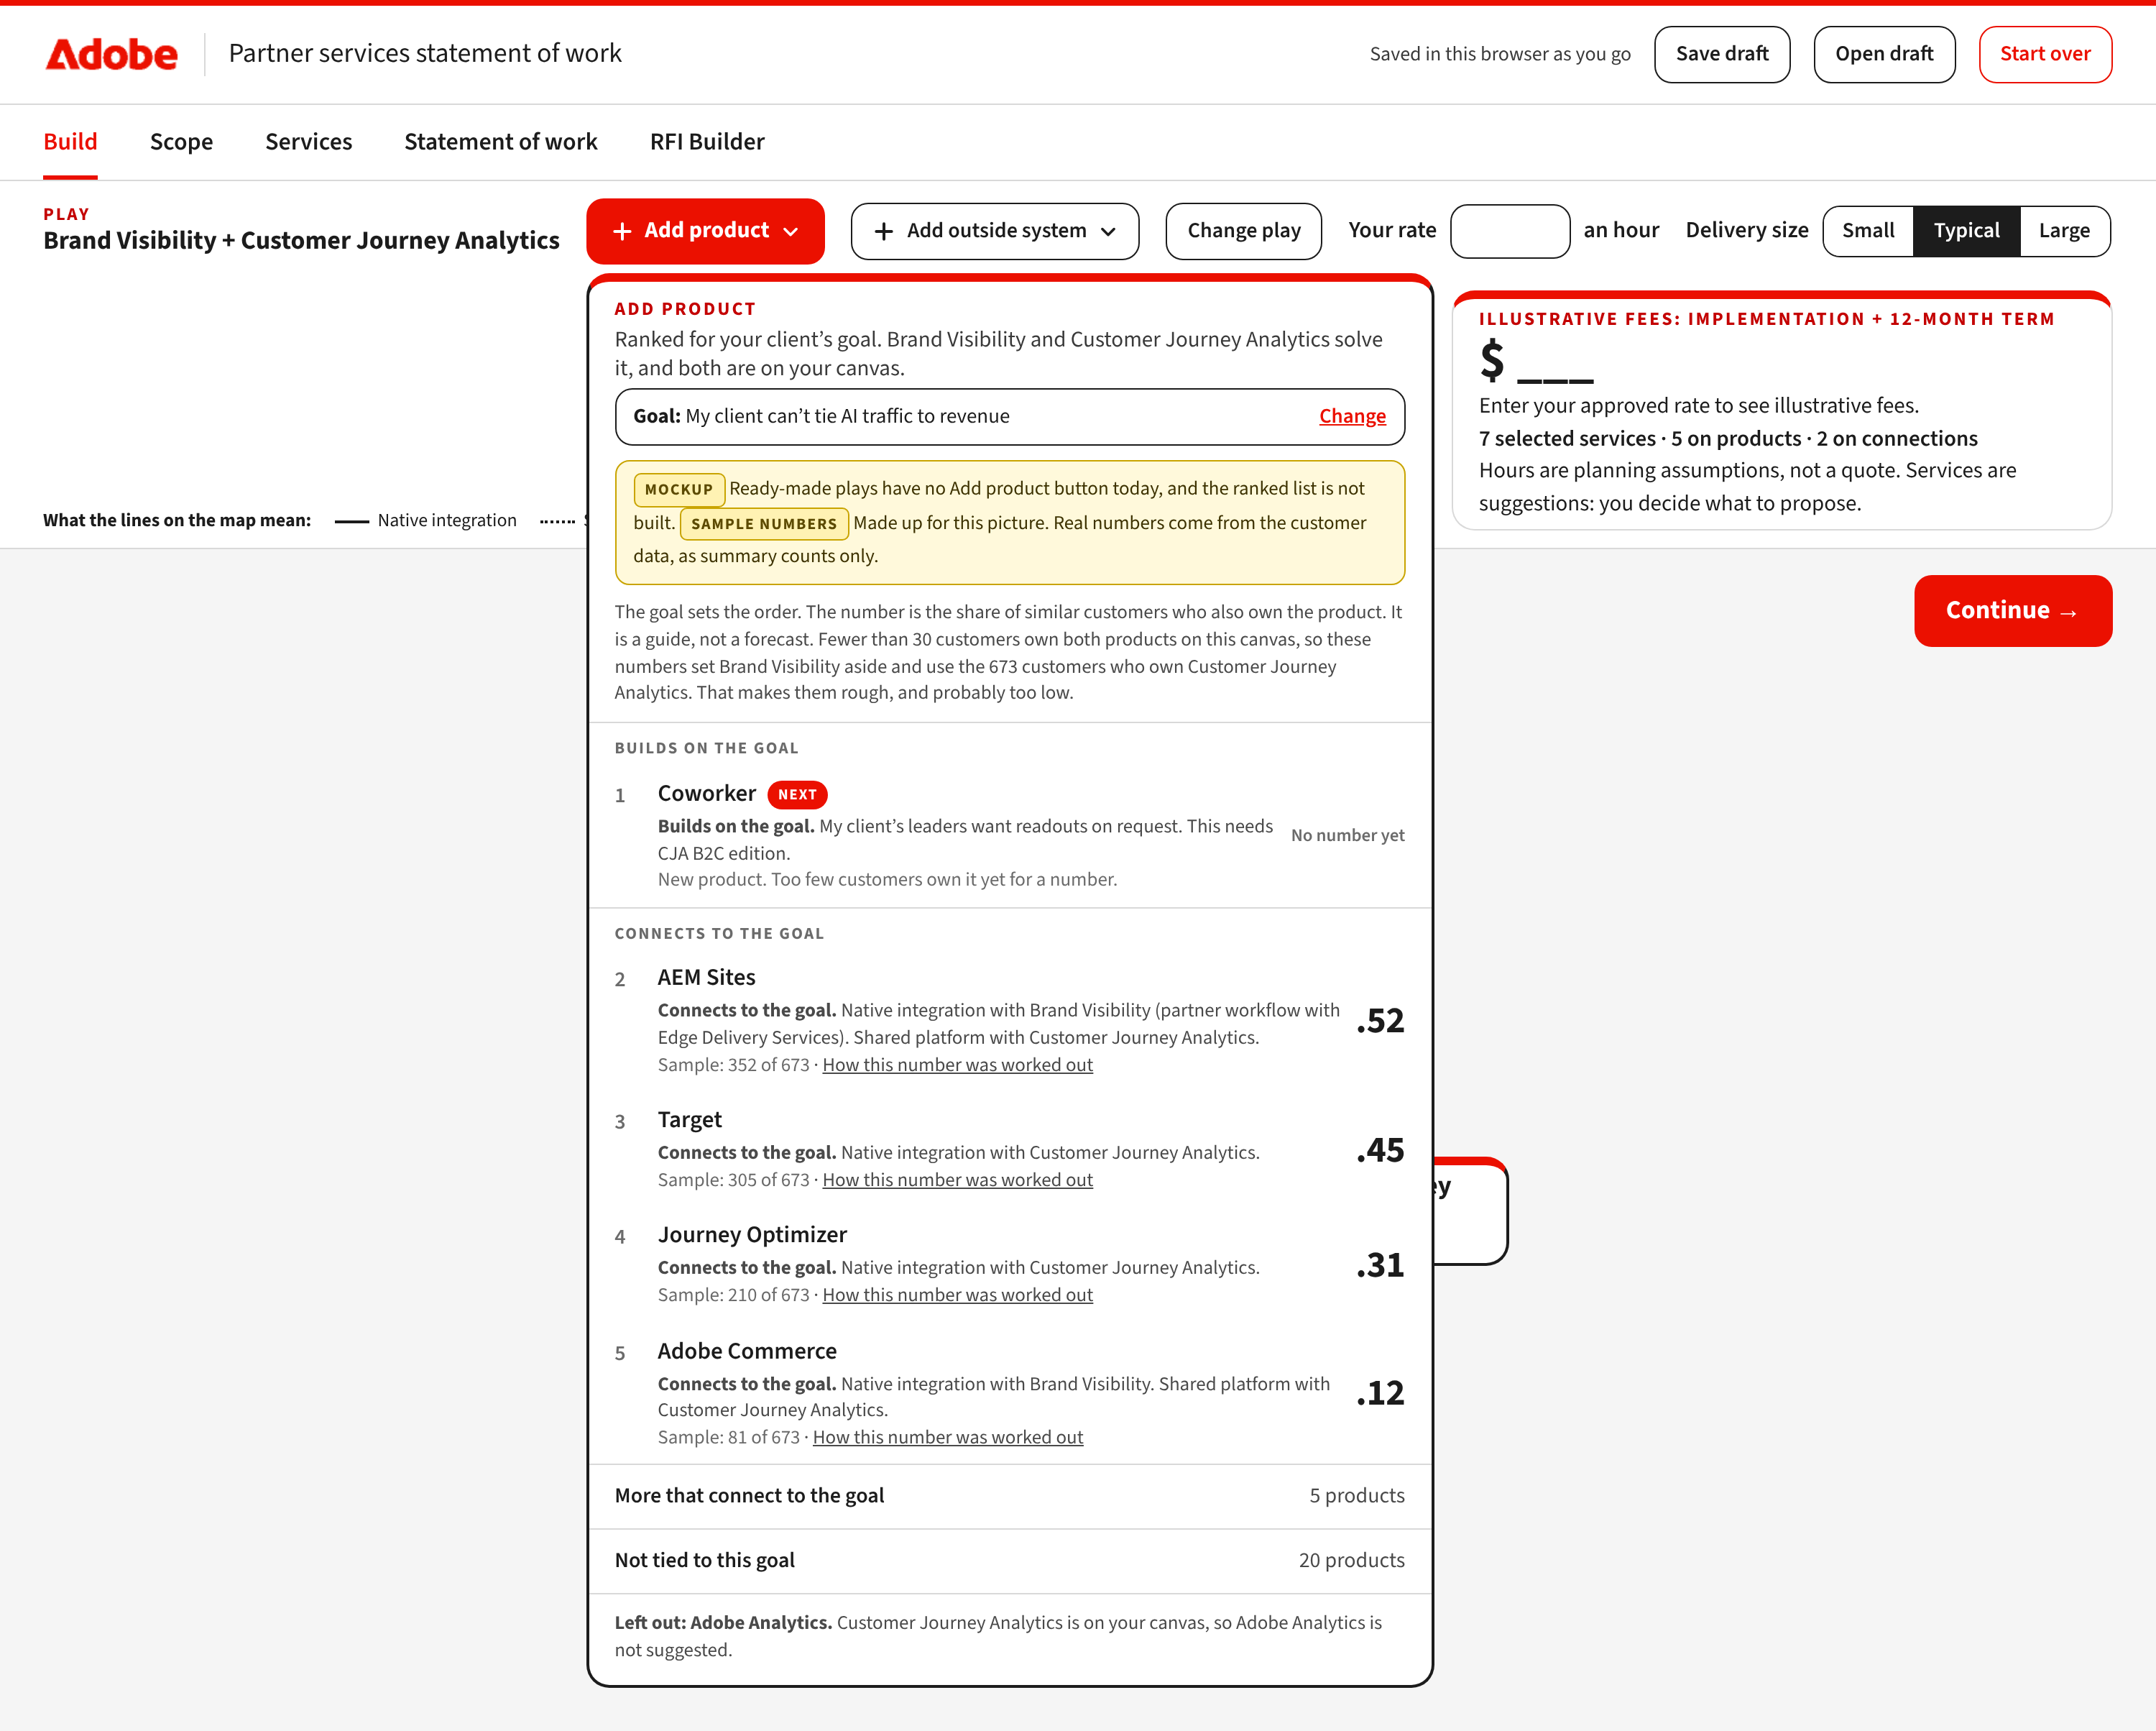 Adobe
Partner services statement of work
Saved in this browser as you go
Save draft
Open draft
Start over
Build
Scope
Services
Statement of work
RFI Builder
PLAY
Brand Visibility + Customer Journey Analytics
Add product
Add outside system
Change play
Your rate
an hour
Delivery size
Small
Typical
Large
What the lines on the map mean:
Native integration
ADD PRODUCT
Ranked for your client’s goal. Brand Visibility and Customer Journey Analytics solve
it, and both are on your canvas.
Goal: My client can’t tie AI traffic to revenue
Change
MOCKUP Ready-made plays have no Add product button today, and the ranked list is not
built. SAMPLE NUMBERS Made up for this picture. Real numbers come from the customer
data, as summary counts only.
The goal sets the order. The number is the share of similar customers who also own the product. It
is a guide, not a forecast. Fewer than 30 customers own both products on this canvas, so these
numbers set Brand Visibility aside and use the 673 customers who own Customer Journey
Analytics. That makes them rough, and probably too low.
BUILDS ON THE GOAL
1
Coworker NEXT
Builds on the goal. My client’s leaders want readouts on request. This needs
CJA B2C edition.
New product. Too few customers own it yet for a number.
No number yet
CONNECTS TO THE GOAL
2
AEM Sites
Connects to the goal. Native integration with Brand Visibility (partner workflow with
Edge Delivery Services). Shared platform with Customer Journey Analytics.
Sample: 352 of 673 · How this number was worked out
.52
3
Target
Connects to the goal. Native integration with Customer Journey Analytics.
Sample: 305 of 673 · How this number was worked out
.45
4
Journey Optimizer
Connects to the goal. Native integration with Customer Journey Analytics.
Sample: 210 of 673 · How this number was worked out
.31
5
Adobe Commerce
Connects to the goal. Native integration with Brand Visibility. Shared platform with
Customer Journey Analytics.
Sample: 81 of 673 · How this number was worked out
.12
More that connect to the goal
5 products
Not tied to this goal
20 products
Left out: Adobe Analytics. Customer Journey Analytics is on your canvas, so Adobe Analytics is
not suggested.
ILLUSTRATIVE FEES: IMPLEMENTATION + 12-MONTH TERM
$ ___
Enter your approved rate to see illustrative fees.
7 selected services · 5 on products · 2 on connections
Hours are planning assumptions, not a quote. Services are
suggestions: you decide what to propose.
Continue →